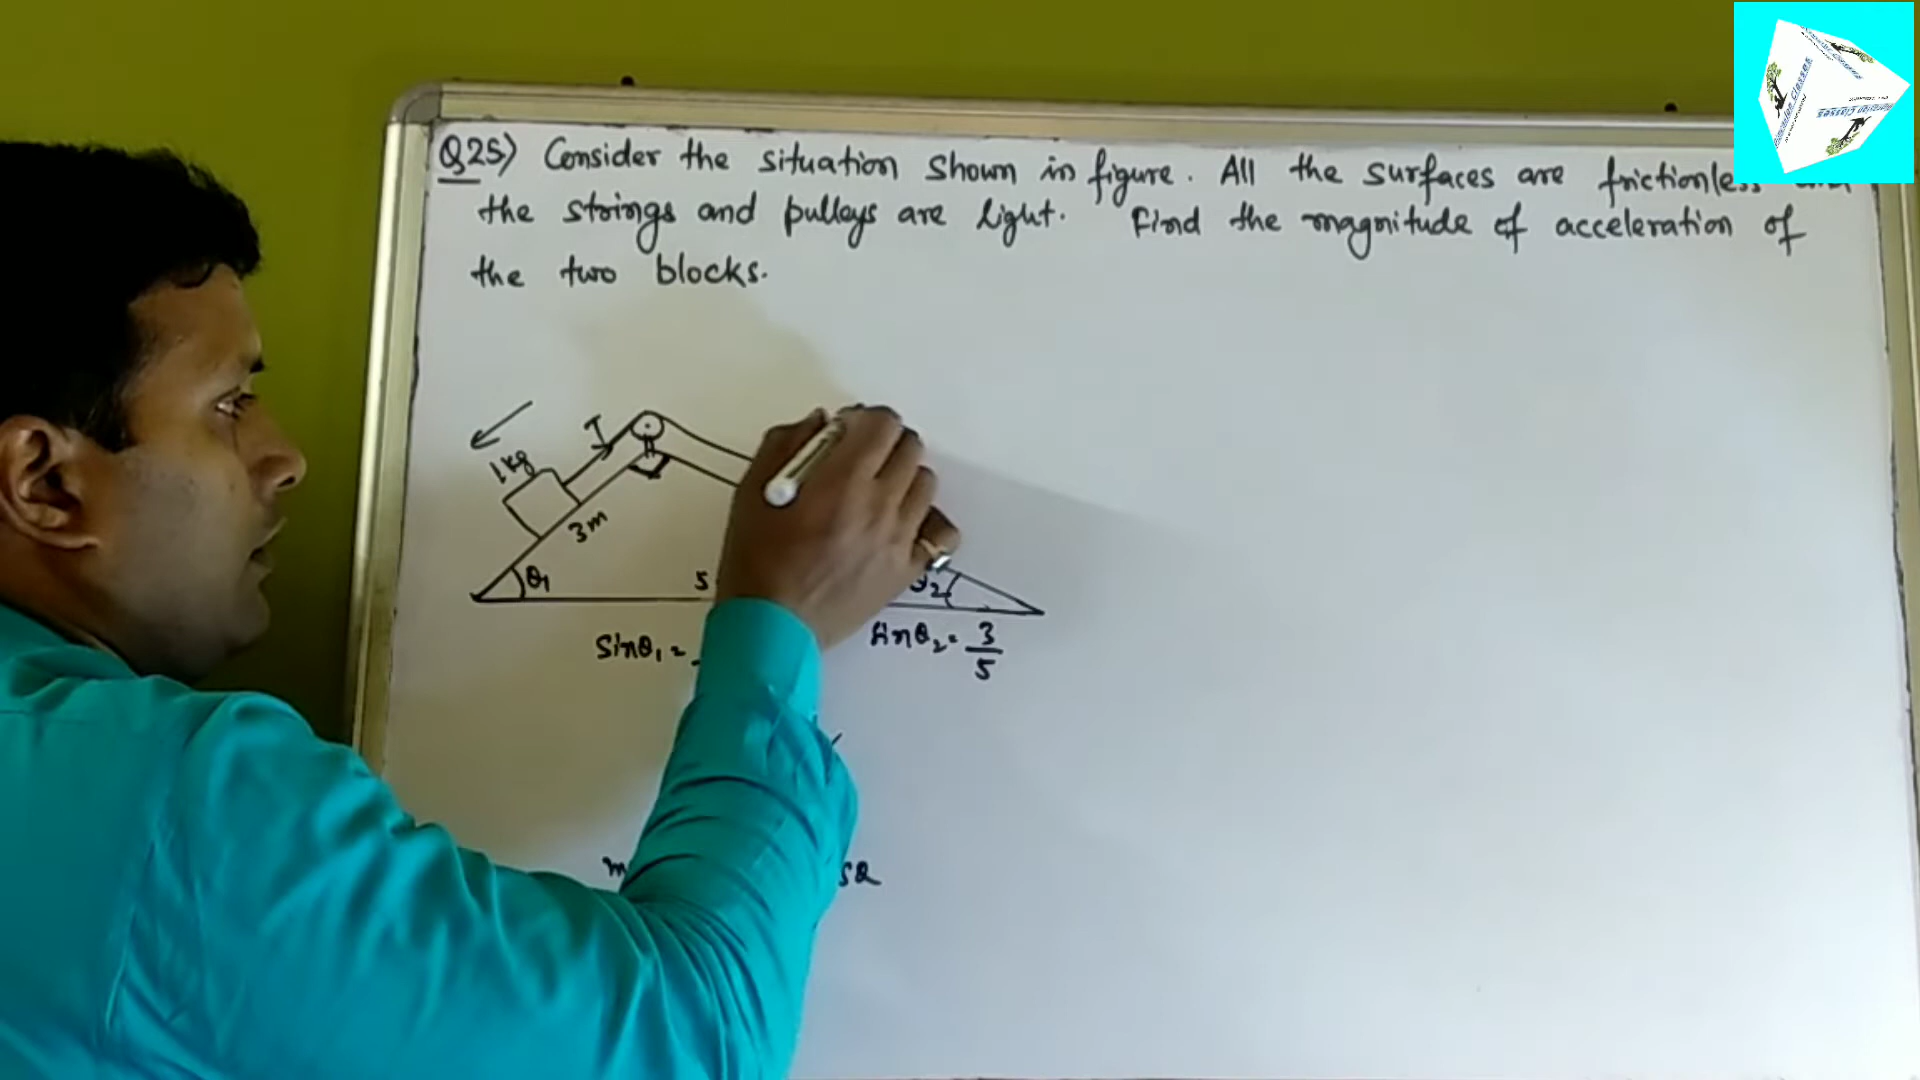 Q25) Consider the situation shown in figure. All the surfaces are frictionless
the strings and pulleys are light. Find the magnitude of acceleration of
the two blocks.
T
1kg
3m
θ1
5
2
Sinθ1 =
Sinθ2 = 3/5
m